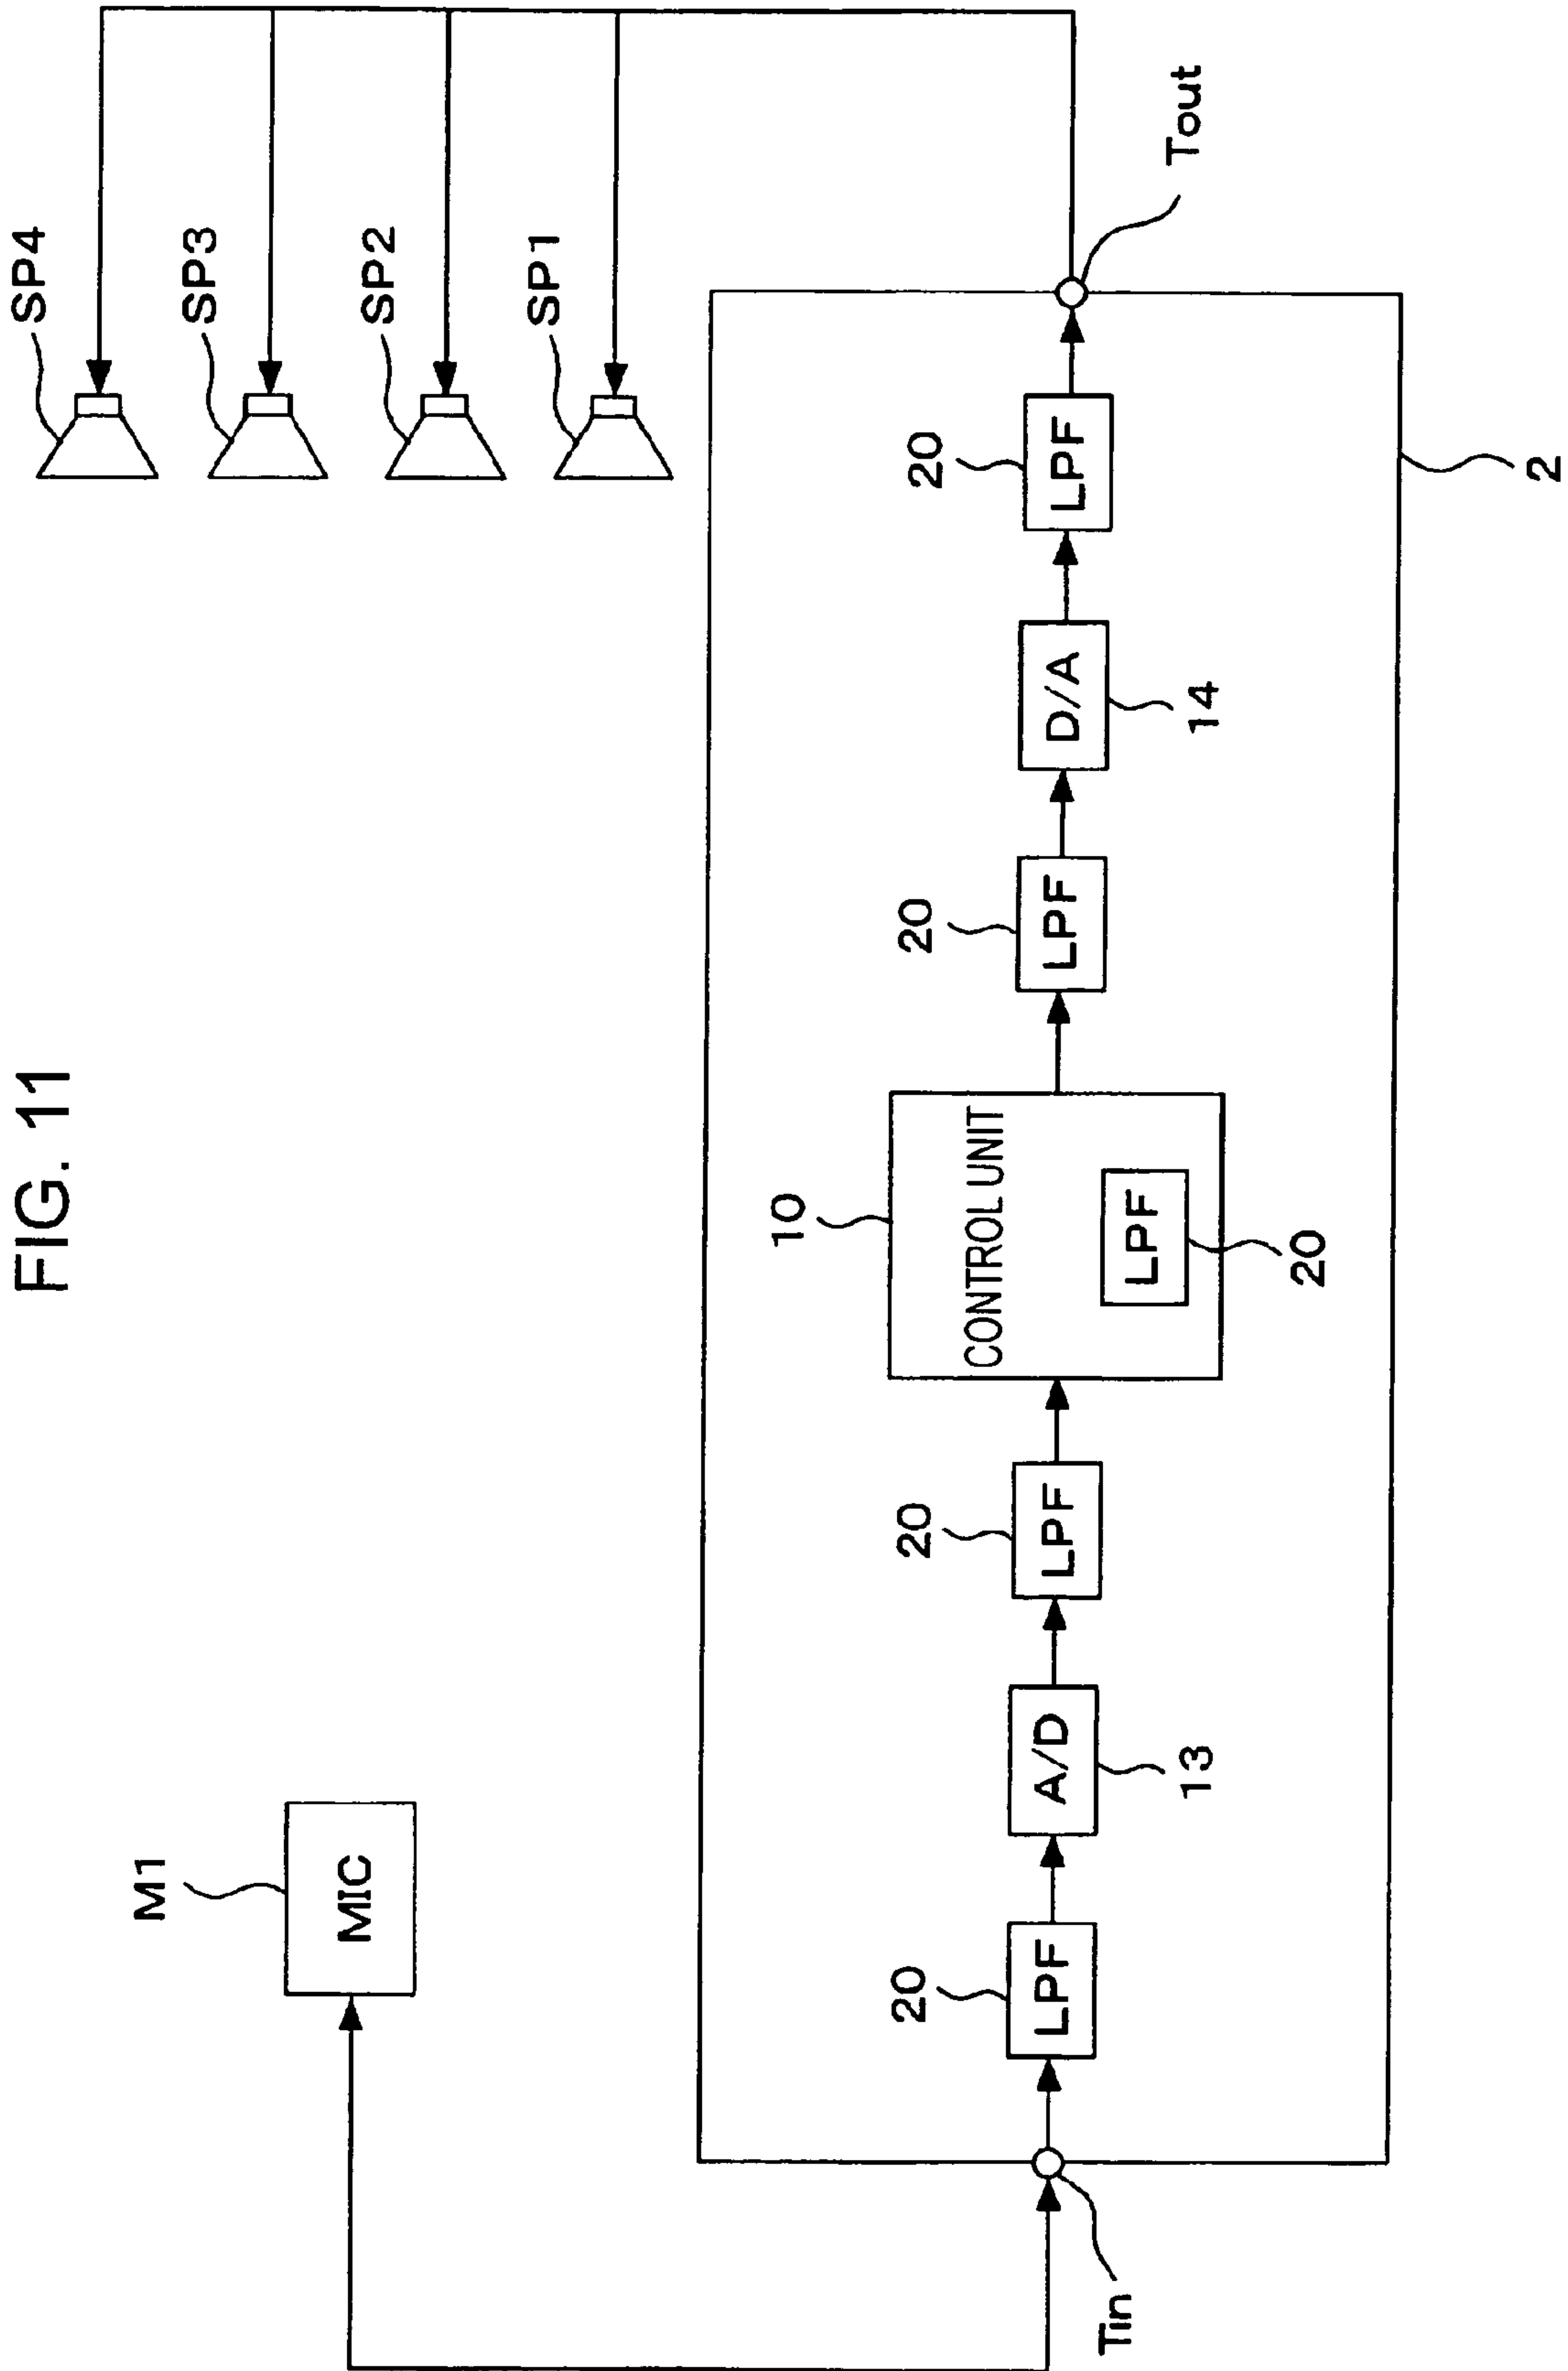 FIG. 11
SP4
SP3
SP2
SP1
M1
MIC
Tout
20
LPF
A/D
13
20
LPF
10
CONTROL UNIT
LPF
20
20
LPF
D/A
14
20
LPF
Tin
2